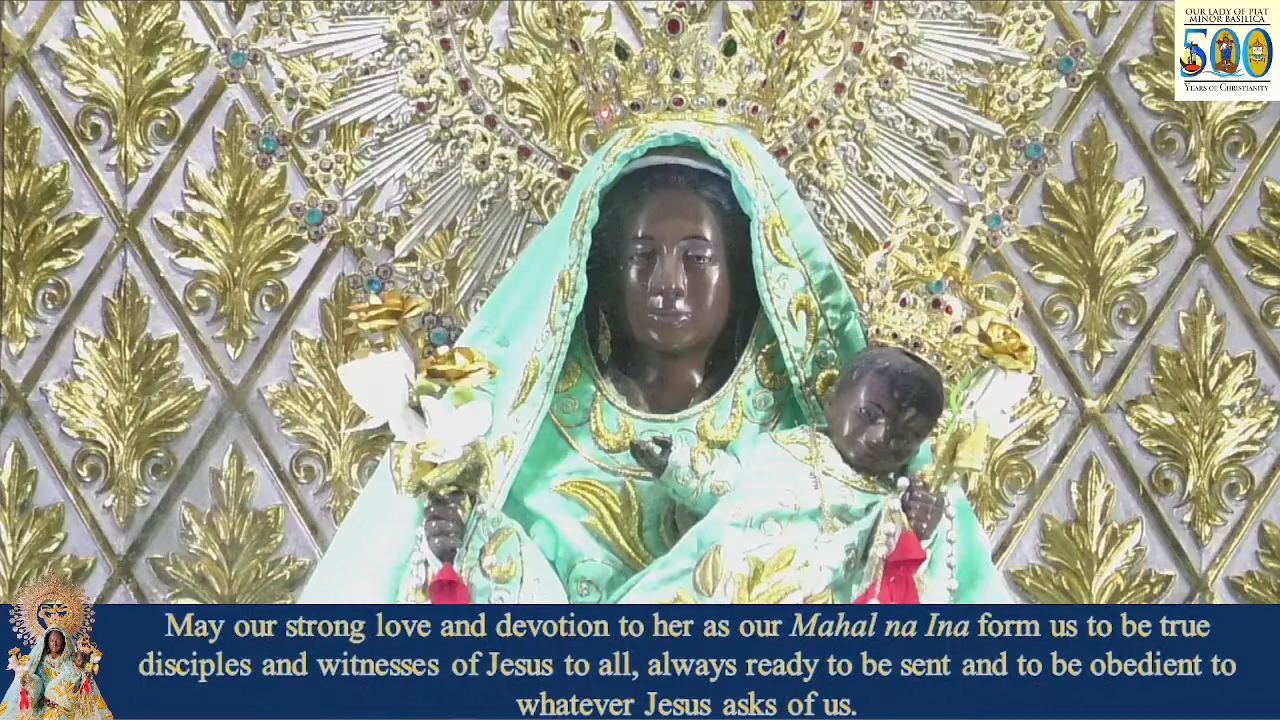 OUR LADY OF PIAT
MINOR BASILICA
500
YEARS OF CHRISTIANITY
May our strong love and devotion to her as our Mahal na Ina form us to be true
disciples and witnesses of Jesus to all, always ready to be sent and to be obedient to
whatever Jesus asks of us.